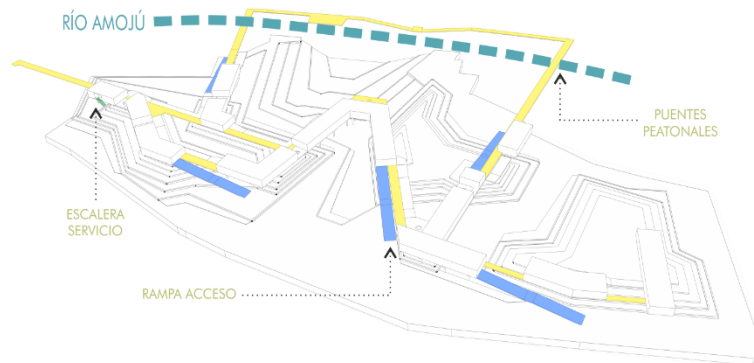 RÍO AMOJÚ
PUENTES
PEATONALES
ESCALERA
SERVICIO
RAMPA ACCESO